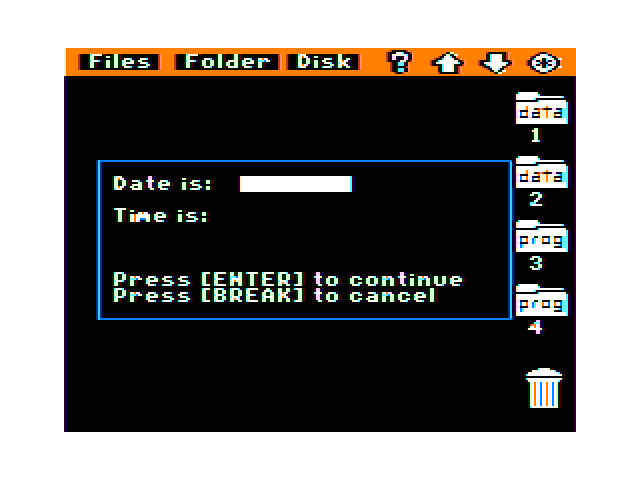 Files Folder Disk ?
data
1
Date is:
data
2
Time is:
prog
3
Press [ENTER] to continue
Press [BREAK] to cancel
prog
4